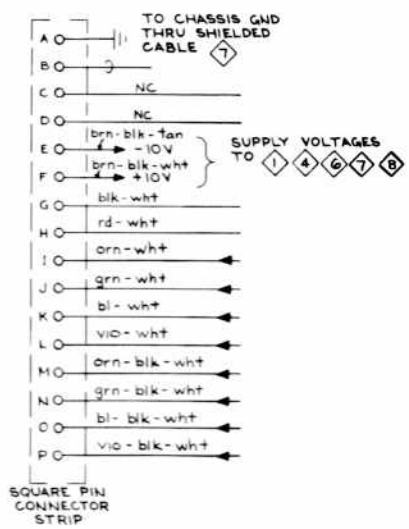 TO CHASSIS GND
THRU SHIELDED
CABLE 7
A
B
C NC
D NC
E brn-blk-tan -10V
F brn-blk-wht +10V
SUPPLY VOLTAGES
TO 1 4 6 7 8
G blk-wht
H rd-wht
I orn-wht
J grn-wht
K bl-wht
L vio-wht
M orn-blk-wht
N grn-blk-wht
O bl-blk-wht
P vio-blk-wht
SQUARE PIN
CONNECTOR
STRIP